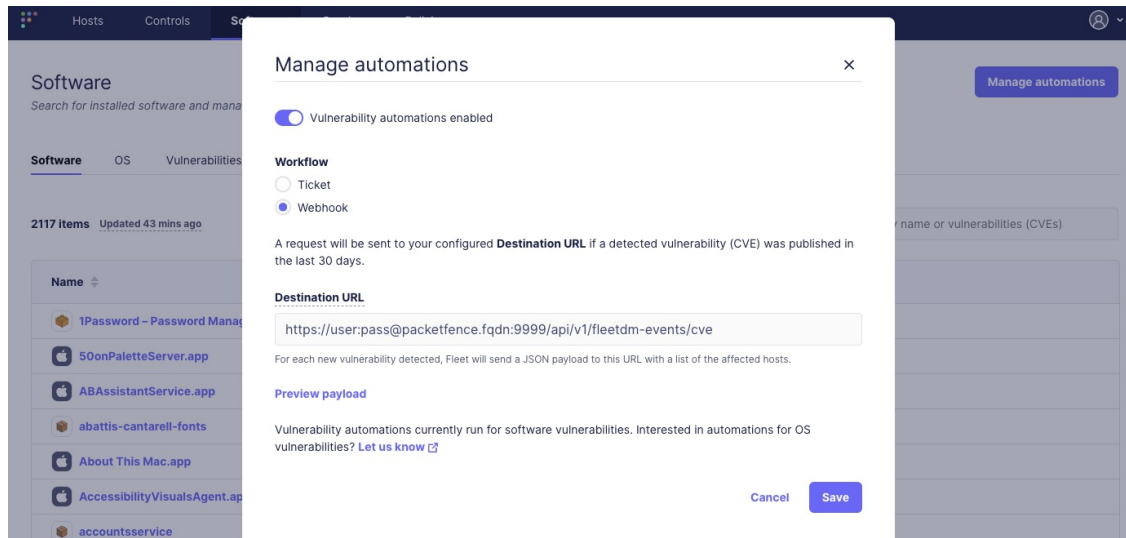 Hosts
Controls
Manage automations
Software
Search for installed software and mana
Manage automations
Vulnerability automations enabled
Software
OS
Vulnerabilities
Workflow
Ticket
Webhook
2117 items
Updated 43 mins ago
name or vulnerabilities (CVEs)
A request will be sent to your configured Destination URL if a detected vulnerability (CVE) was published in
the last 30 days.
Name
Destination URL
1Password – Password Manag
https://user:pass@packetfence.fqdn:9999/api/v1/fleetdm-events/cve
50onPaletteServer.app
For each new vulnerability detected, Fleet will send a JSON payload to this URL with a list of the affected hosts.
ABAssistantService.app
Preview payload
abattis-cantarell-fonts
Vulnerability automations currently run for software vulnerabilities. Interested in automations for OS
vulnerabilities? Let us know
About This Mac.app
AccessibilityVisualsAgent.ap
Cancel
Save
accountsservice